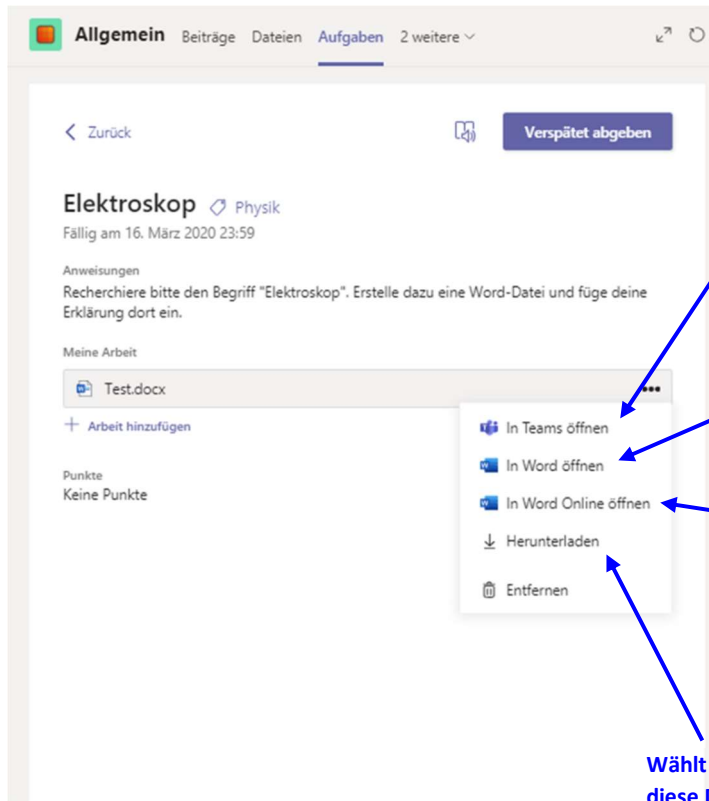 Allgemein Beiträge Dateien Aufgaben 2 weitere
Zurück
Verspätet abgeben
Elektroskop Physik
Fällig am 16. März 2020 23:59
Anweisungen
Recherchiere bitte den Begriff "Elektroskop". Erstelle dazu eine Word-Datei und füge deine
Erklärung dort ein.
Meine Arbeit
Test.docx
+ Arbeit hinzufügen
In Teams öffnen
In Word öffnen
In Word Online öffnen
Herunterladen
Entfernen
Punkte
Keine Punkte
Wählt
diese